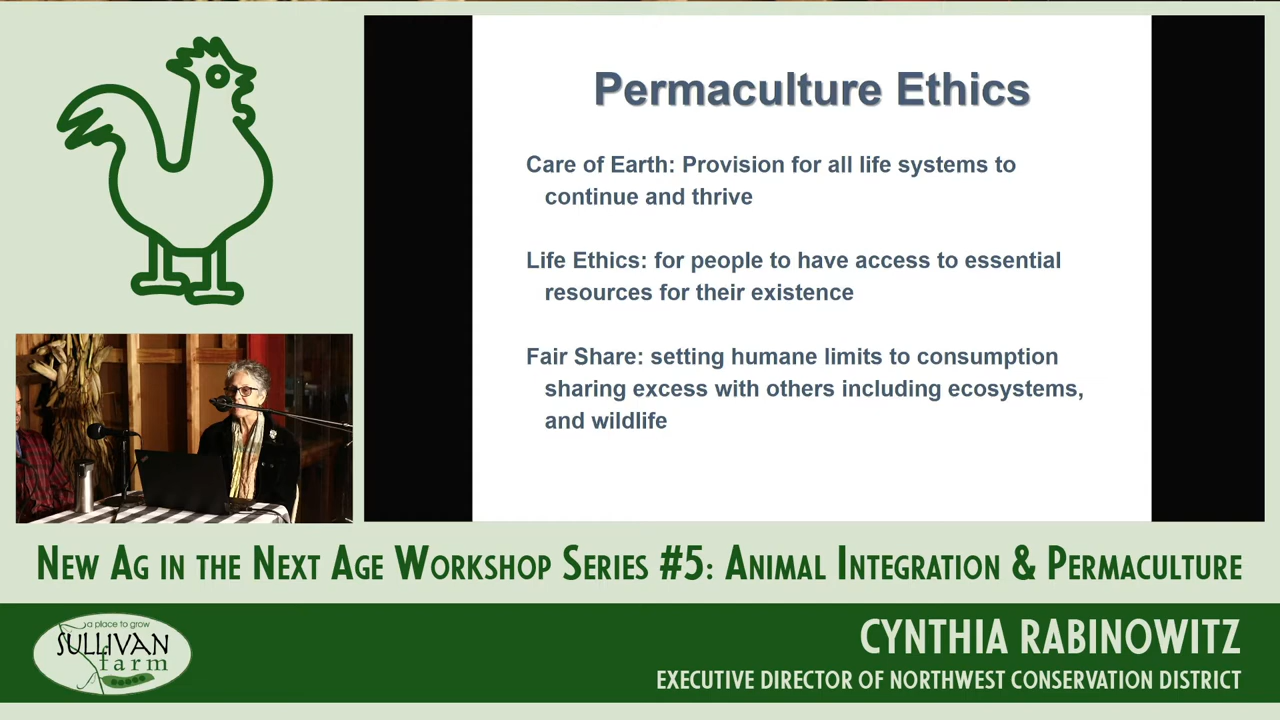 Permaculture Ethics
Care of Earth: Provision for all life systems to
continue and thrive
Life Ethics: for people to have access to essential
resources for their existence
Fair Share: setting humane limits to consumption
sharing excess with others including ecosystems,
and wildlife
New Ag in the Next Age Workshop Series #5: Animal Integration & Permaculture
a place to grow
SULLIVAN
farm
CYNTHIA RABINOWITZ
EXECUTIVE DIRECTOR OF NORTHWEST CONSERVATION DISTRICT